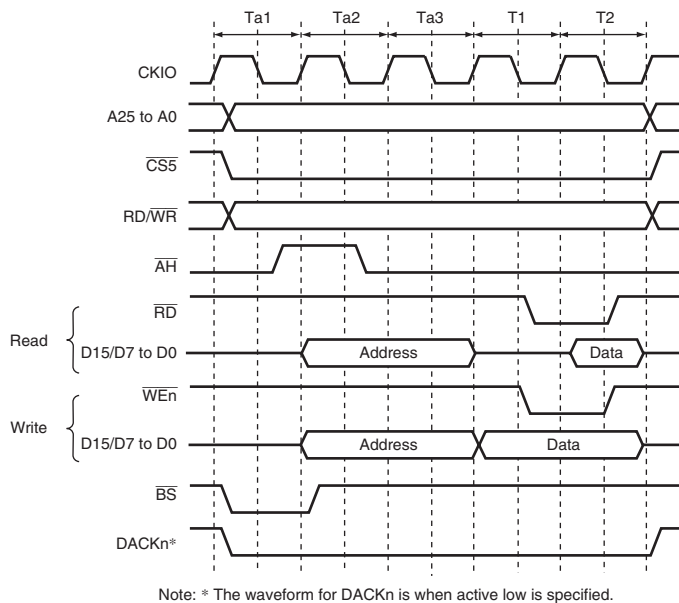 Ta1 Ta2 Ta3 T1 T2
CKIO
A25 to A0
CS5
RD/WR
AH
RD
Read
D15/D7 to D0 Address Data
WEn
Write
D15/D7 to D0 Address Data
BS
DACKn*
Note: * The waveform for DACKn is when active low is specified.